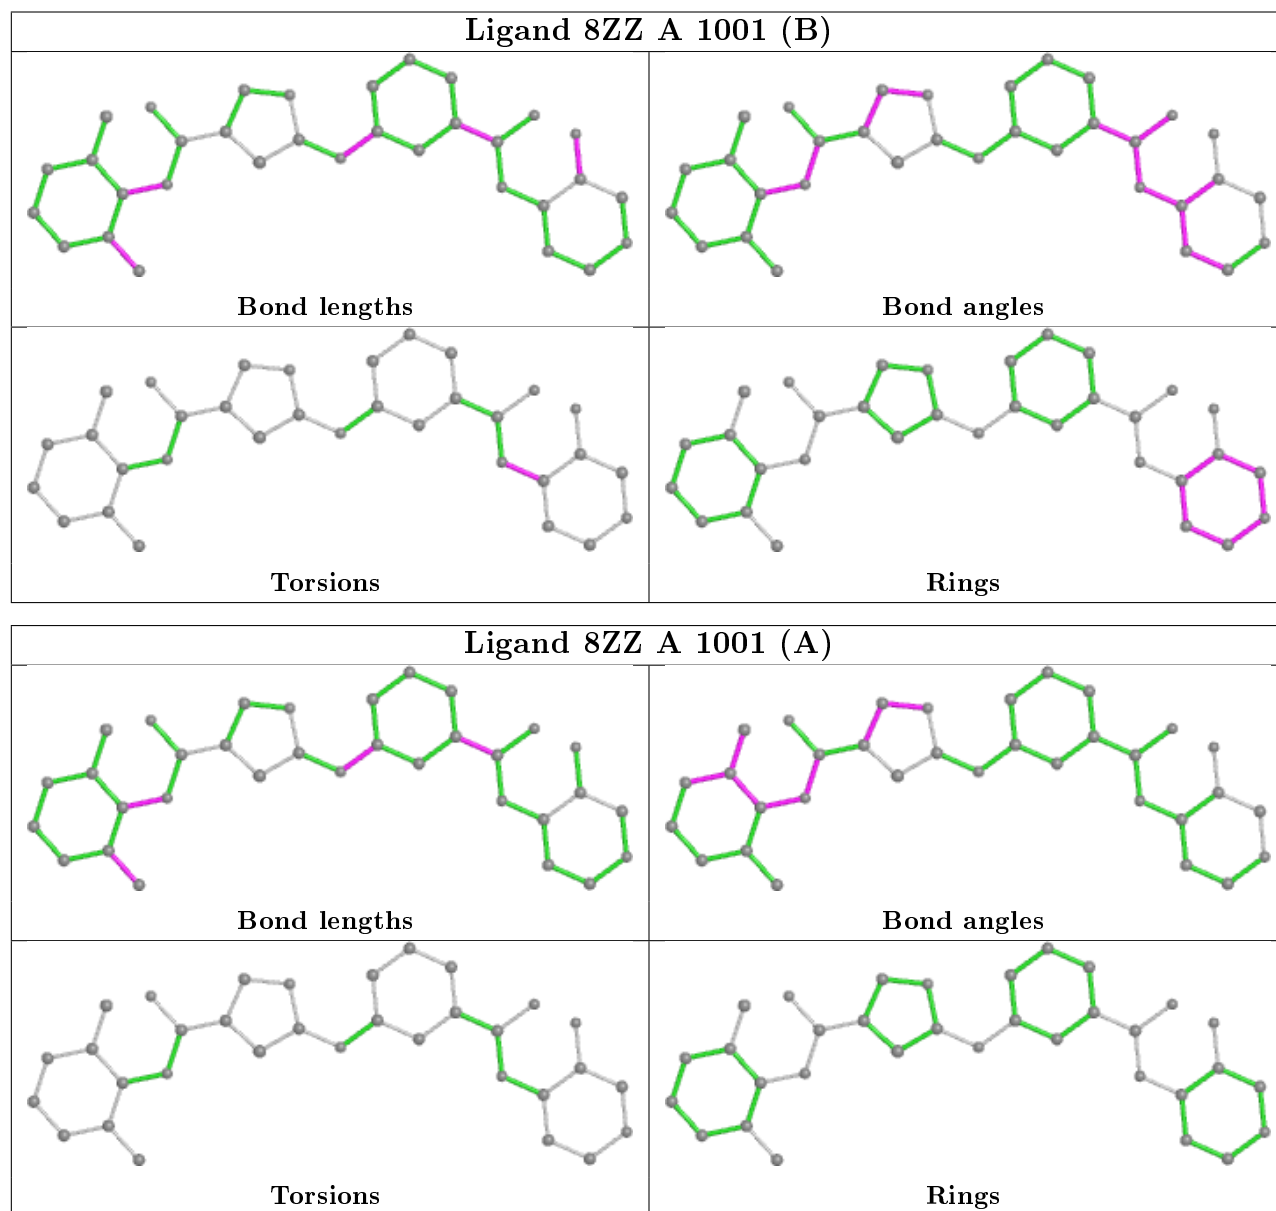 Ligand 8ZZ A 1001 (B)
Bond lengths
Bond angles
Torsions
Rings
Ligand 8ZZ A 1001 (A)
Bond lengths
Bond angles
Torsions
Rings